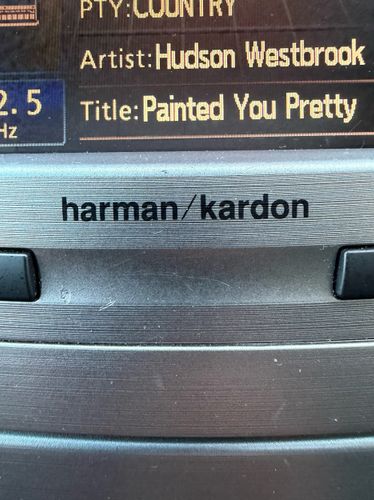 PTY:COUNTRY
Artist:Hudson Westbrook
2.5
Hz
Title:Painted You Pretty
harman/kardon